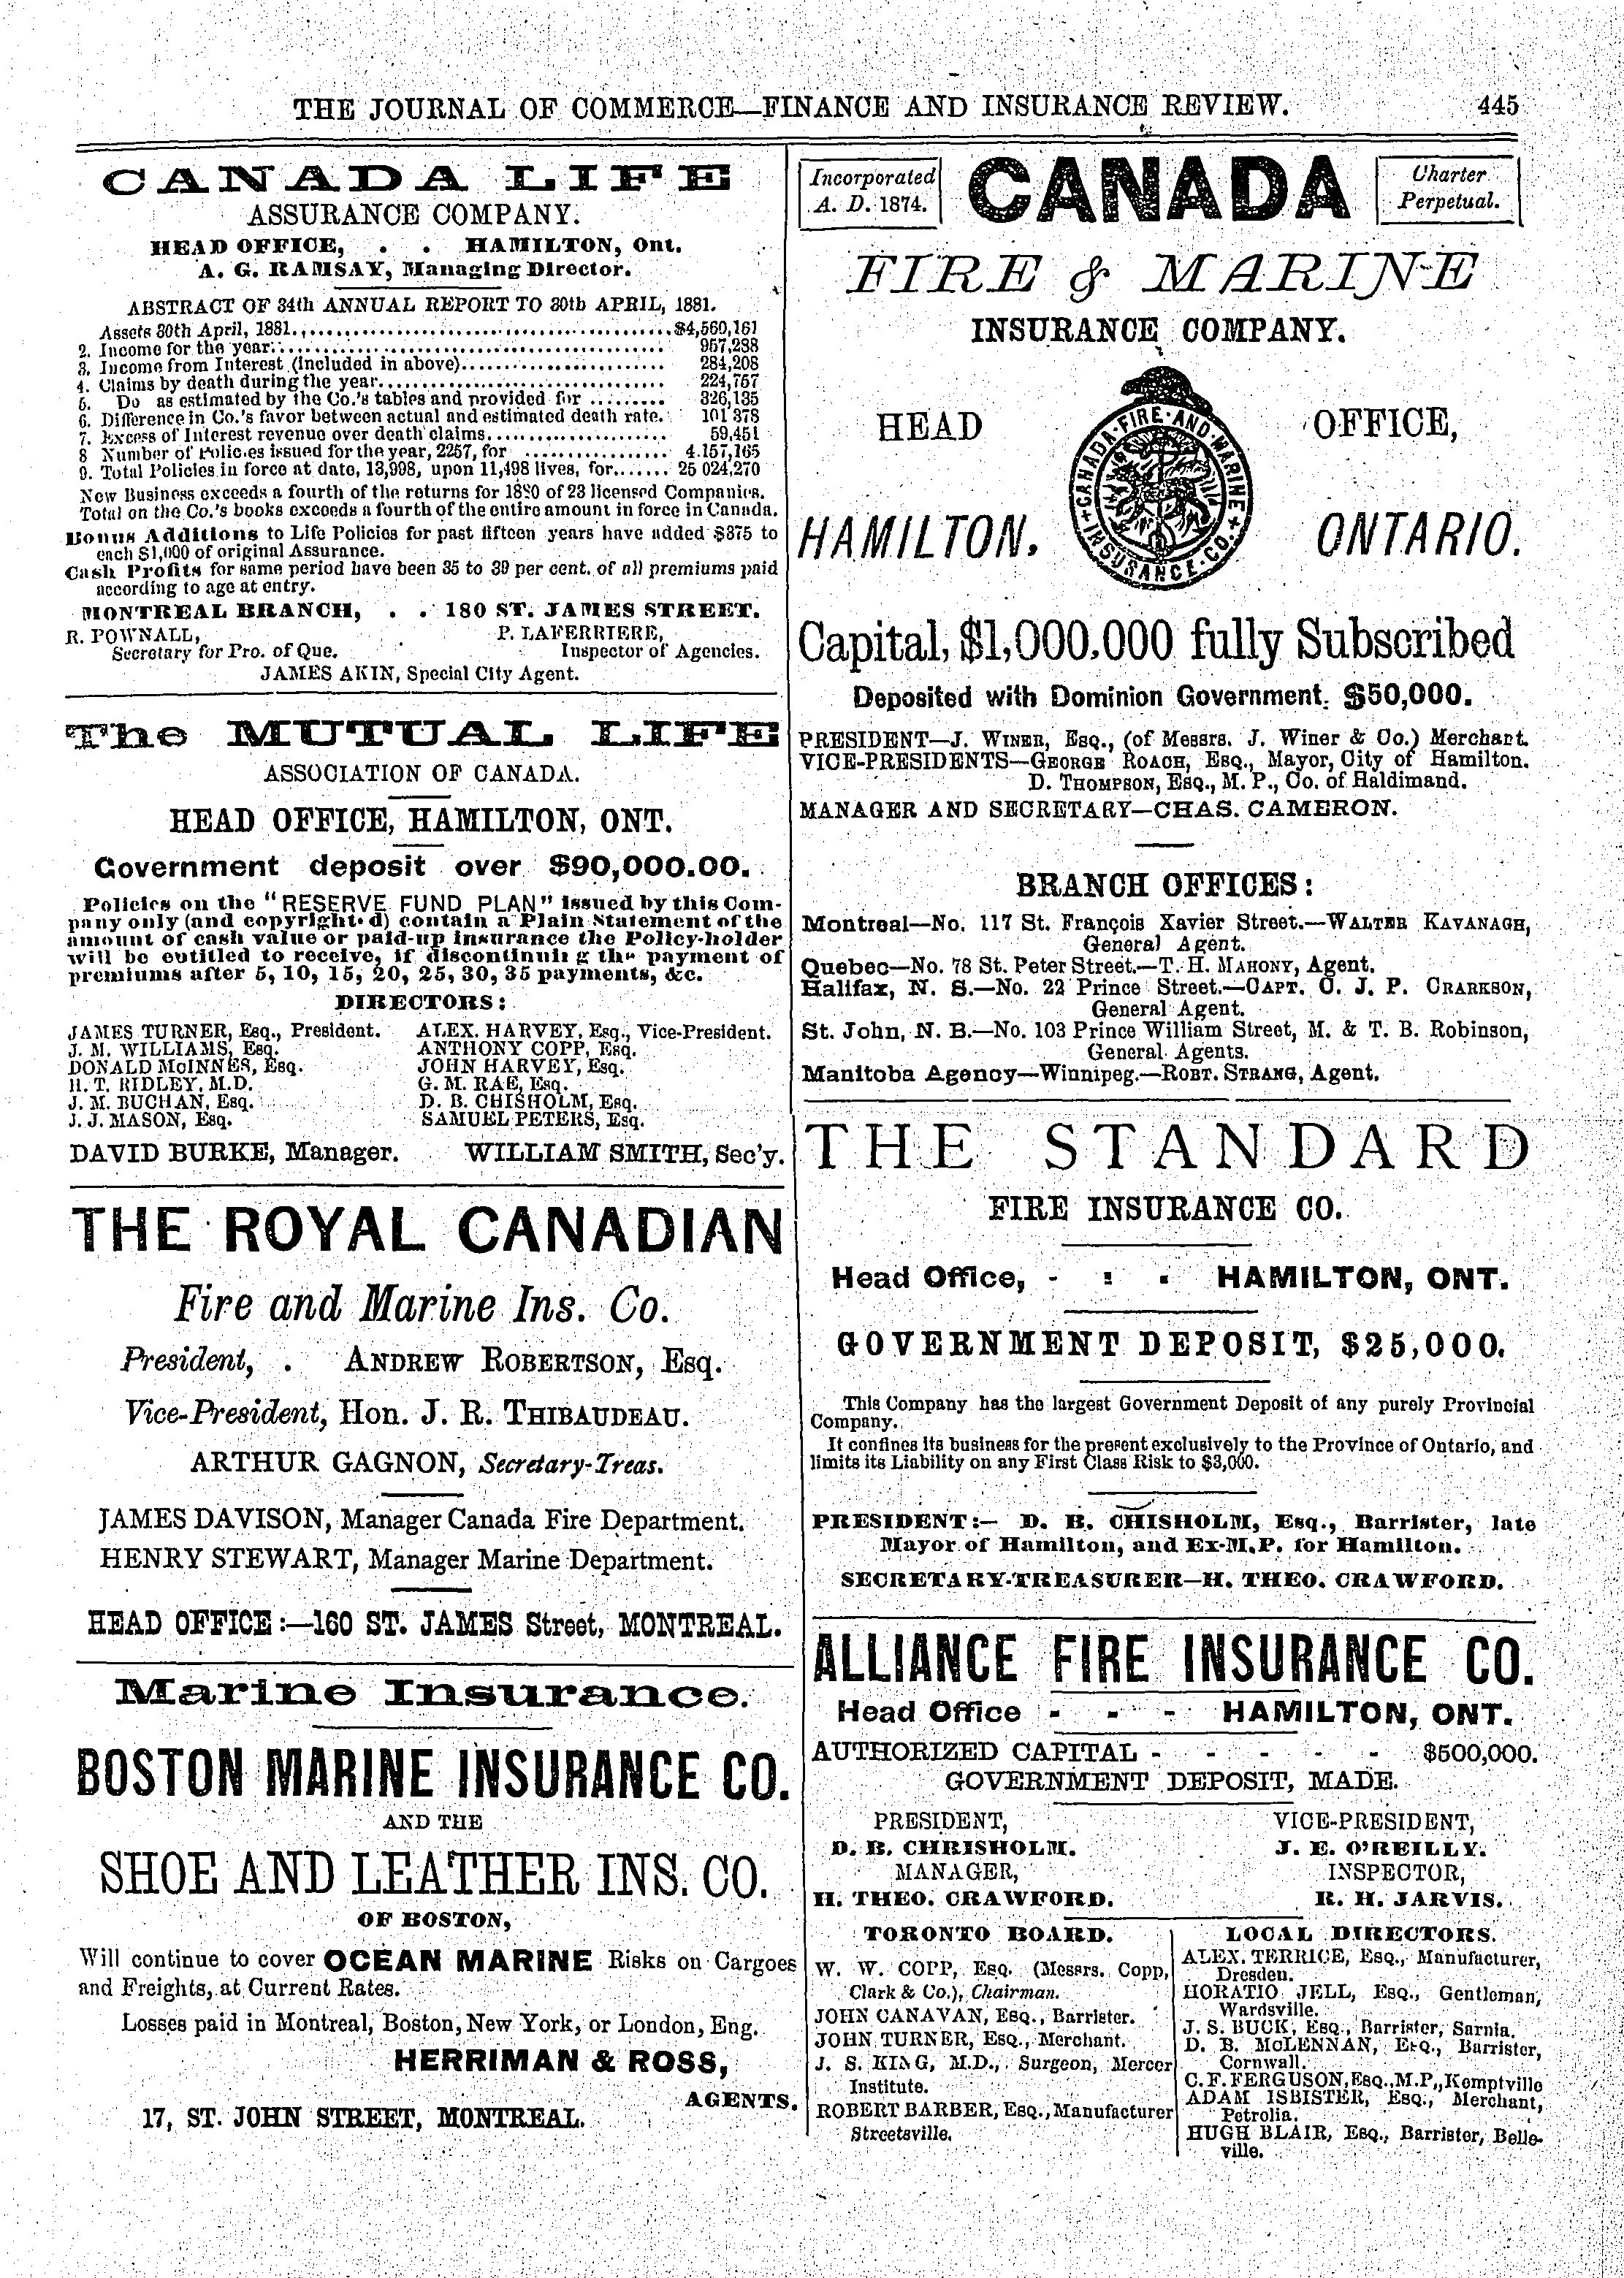 THE JOURNAL OF COMMERCE—FINANCE AND INSURANCE REVIEW. 445
CANADA LIFE
ASSURANCE COMPANY.
HEAD OFFICE, . . HAMILTON, Ont.
A. G. RAMSAY, Managing Director.
ABSTRACT OF 34th ANNUAL REPORT TO 30th APRIL, 1881.
Assets 30th April, 1881. $4,560,161
2. Income for the year 957,238
3. Income from Interest (Included in above) 284,208
4. Claims by death during the year 224,757
5. Do as estimated by the Co.'s tables and provided for 326,135
6. Difference in Co.'s favor between actual and estimated death rate. 101 378
7. Excess of Interest revenue over death claims 59,451
8 Number of Policies issued for the year, 2257, for 4.157,165
9. Total Policies in force at date, 13,998, upon 11,498 lives, for 25 024,270
New Business exceeds a fourth of the returns for 1880 of 23 licensed Companies.
Total on the Co.'s books exceeds a fourth of the entire amount in force in Canada.
Bonus Additions to Life Policies for past fifteen years have added $375 to
each $1,000 of original Assurance.
Cash Profits for same period have been 35 to 39 per cent. of all premiums paid
according to age at entry.
MONTREAL BRANCH, . . 180 ST. JAMES STREET.
R. POWNALL, P. LAFERRIERE,
Secretary for Pro. of Que. Inspector of Agencies.
JAMES AKIN, Special City Agent.
The MUTUAL LIFE
ASSOCIATION OF CANADA.
HEAD OFFICE, HAMILTON, ONT.
Government deposit over $90,000.00.
Policies on the "RESERVE FUND PLAN" issued by this Com-
pany only (and copyright d) contain a Plain Statement of the
amount of cash value or paid-up insurance the Policy-holder
will be entitled to receive, if discontinuing the payment of
premiums after 5, 10, 15, 20, 25, 30, 35 payments, &c.
DIRECTORS:
JAMES TURNER, Esq., President. ALEX. HARVEY, Esq., Vice-President.
J. M. WILLIAMS, Esq. ANTHONY COPP, Esq.
DONALD McINNES, Esq. JOHN HARVEY, Esq.
H. T. RIDLEY, M.D. G. M. RAE, Esq.
J. M. BUCHAN, Esq. D. B. CHISHOLM, Esq.
J. J. MASON, Esq. SAMUEL PETERS, Esq.
DAVID BURKE, Manager. WILLIAM SMITH, Sec'y.
THE ROYAL CANADIAN
Fire and Marine Ins. Co.
President, . ANDREW ROBERTSON, Esq.
Vice-President, Hon. J. R. THIBAUDEAU.
ARTHUR GAGNON, Secretary-Treas.
JAMES DAVISON, Manager Canada Fire Department.
HENRY STEWART, Manager Marine Department.
HEAD OFFICE:—160 ST. JAMES Street, MONTREAL.
Marine Insurance.
BOSTON MARINE INSURANCE CO.
AND THE
SHOE AND LEATHER INS. CO.
OF BOSTON,
Will continue to cover OCEAN MARINE Risks on Cargoes
and Freights, at Current Rates.
Losses paid in Montreal, Boston, New York, or London, Eng.
HERRIMAN & ROSS,
AGENTS.
17, ST. JOHN STREET, MONTREAL.
Incorporated
A. D. 1874.
CANADA
Charter
Perpetual.
FIRE & MARINE
INSURANCE COMPANY.
HEAD OFFICE,
CANADA FIRE AND MARINE INSURANCE CO.
HAMILTON, ONTARIO.
Capital, $1,000,000 fully Subscribed
Deposited with Dominion Government. $50,000.
PRESIDENT—J. WINER, ESQ., (of Messrs. J. Winer & Co.) Merchant.
VICE-PRESIDENTS—GEORGE ROACH, ESQ., Mayor, City of Hamilton.
D. THOMPSON, ESQ., M. P., Co. of Haldimand.
MANAGER AND SECRETARY—CHAS. CAMERON.
BRANCH OFFICES:
Montreal—No. 117 St. François Xavier Street.—WALTER KAVANAGH,
General Agent.
Quebec—No. 78 St. Peter Street.—T. H. MAHONY, Agent.
Halifax, N. S.—No. 22 Prince Street.—CAPT. C. J. P. CRARKSON,
General Agent.
St. John, N. B.—No. 103 Prince William Street, M. & T. B. Robinson,
General Agents.
Manitoba Agency—Winnipeg.—ROBT. STRANG, Agent.
THE STANDARD
FIRE INSURANCE CO.
Head Office, - : . HAMILTON, ONT.
GOVERNMENT DEPOSIT, $25,000.
This Company has the largest Government Deposit of any purely Provincial
Company.
It confines its business for the present exclusively to the Province of Ontario, and
limits its Liability on any First Class Risk to $3,000.
PRESIDENT:— D. B. CHISHOLM, Esq., Barrister, late
Mayor of Hamilton, and Ex-M.P. for Hamilton.
SECRETARY-TREASURER—H. THEO. CRAWFORD.
ALLIANCE FIRE INSURANCE CO.
Head Office - - - HAMILTON, ONT.
AUTHORIZED CAPITAL - - - - - $500,000.
GOVERNMENT DEPOSIT, MADE.
PRESIDENT, VICE-PRESIDENT,
D. B. CHRISHOLM. J. E. O'REILLY.
MANAGER, INSPECTOR,
H. THEO. CRAWFORD. R. H. JARVIS.
TORONTO BOARD.
W. W. COPP, ESQ. (Messrs. Copp,
Clark & Co.), Chairman.
JOHN CANAVAN, ESQ., Barrister.
JOHN TURNER, ESQ., Merchant.
J. S. KING, M.D., Surgeon, Mercer
Institute.
ROBERT BARBER, ESQ., Manufacturer
Streetsville.
LOCAL DIRECTORS.
ALEX. TERRICE, ESQ., Manufacturer,
Dresden.
HORATIO JELL, ESQ., Gentleman,
Wardsville.
J. S. BUCK, ESQ., Barrister, Sarnia.
D. B. McLENNAN, ESQ., Barrister,
Cornwall.
C. F. FERGUSON, ESQ., M.P., Kemptville
ADAM ISBISTER, ESQ., Merchant,
Petrolia.
HUGH BLAIR, ESQ., Barrister, Belle-
ville.